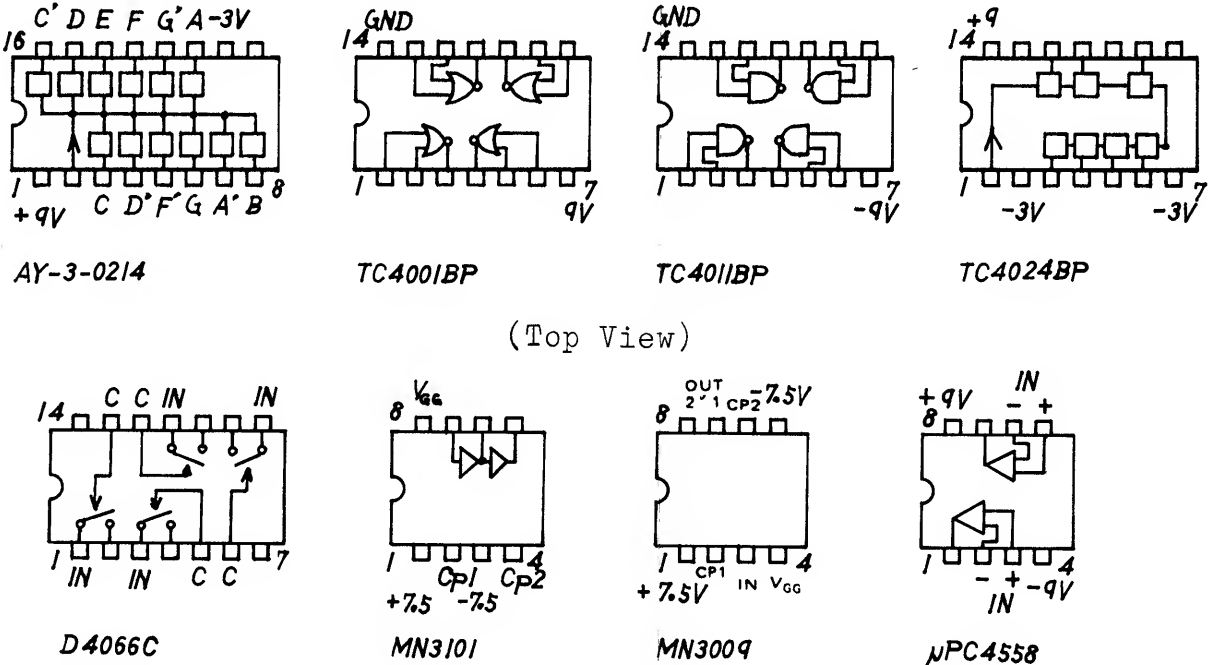 C' D E F G' A -3V
16
1
8
+9V
C D' F' G A' B
AY-3-0214
GND
14
1
7
9V
TC4001BP
GND
14
1
7
-9V
TC4011BP
+9
14
1
7
-3V
-3V
TC4024BP
(Top View)
14
C C IN IN
1
7
IN IN C C
D4066C
VGG
8
1
4
CP1 CP2
+7.5 -7.5
MN3101
OUT
2 1 CP2 -7.5V
8
1
4
CP1 IN VGG
+7.5V
MN3009
IN
+9V - +
8
1
4
- + -9V
IN
μPC4558